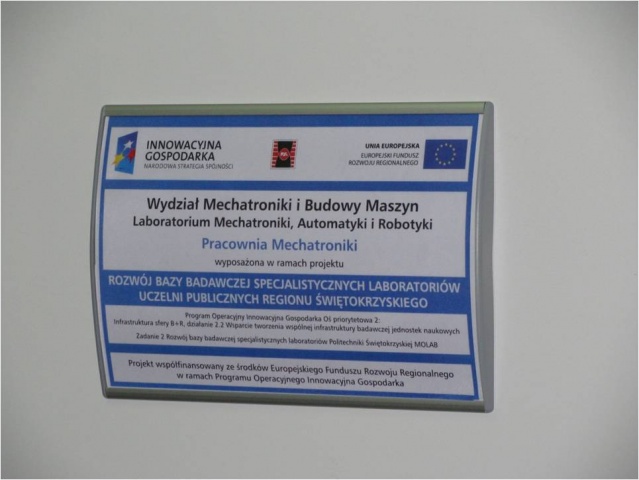 INNOWACYJNA
GOSPODARKA
NARODOWA STRATEGIA SPÓJNOŚCI
UNIA EUROPEJSKA
EUROPEJSKI FUNDUSZ
ROZWOJU REGIONALNEGO
Wydział Mechatroniki i Budowy Maszyn
Laboratorium Mechatroniki, Automatyki i Robotyki
Pracownia Mechatroniki
wyposażona w ramach projektu
ROZWÓJ BAZY BADAWCZEJ SPECJALISTYCZNYCH LABORATORIÓW
UCZELNI PUBLICZNYCH REGIONU ŚWIĘTOKRZYSKIEGO
Program Operacyjny Innowacyjna Gospodarka Oś priorytetowa 2:
Infrastruktura sfery B+R, działanie 2.2 Wsparcie tworzenia wspólnej infrastruktury badawczej jednostek naukowych
Zadanie 2 Rozwój bazy badawczej specjalistycznych laboratoriów Politechniki Świętokrzyskiej MOLAB
Projekt współfinansowany ze środków Europejskiego Funduszu Rozwoju Regionalnego
w ramach Programu Operacyjnego Innowacyjna Gospodarka